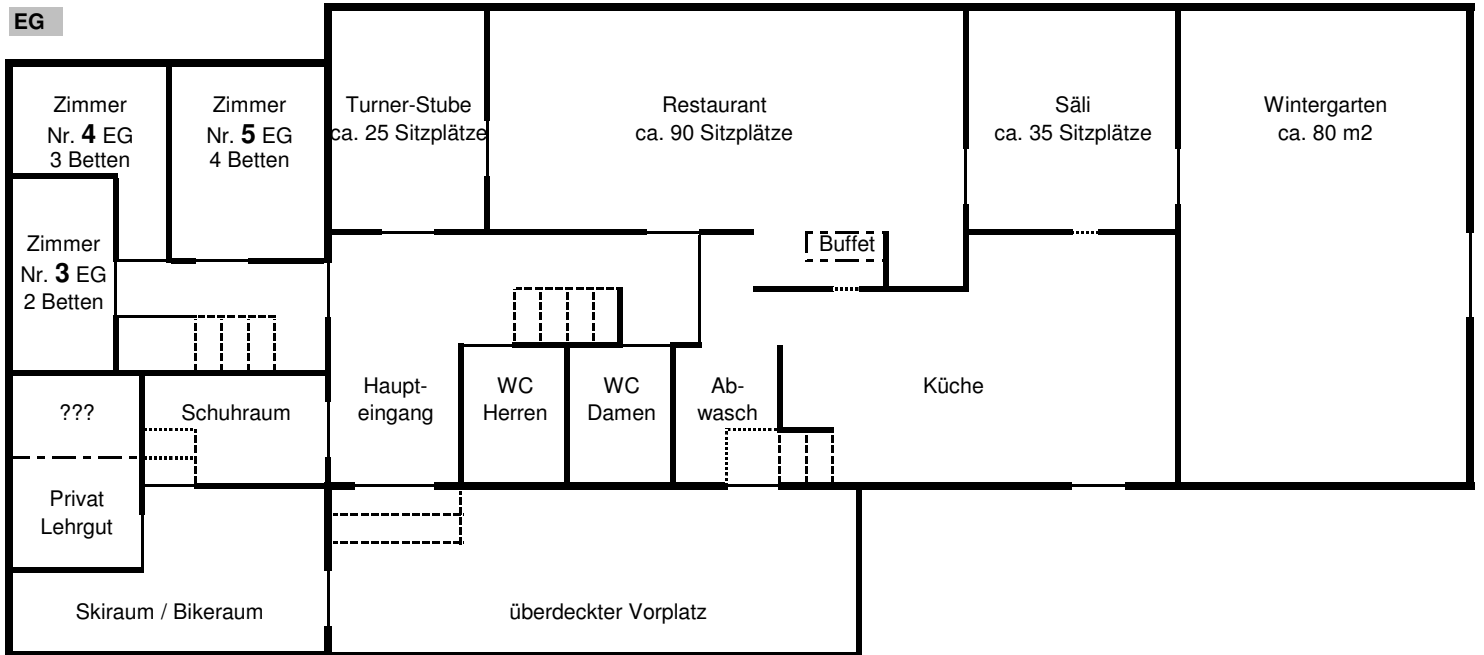 EG
Zimmer
Nr. 4 EG
3 Betten
Zimmer
Nr. 5 EG
4 Betten
Turner-Stube
ca. 25 Sitzplätze
Restaurant
ca. 90 Sitzplätze
Säli
ca. 35 Sitzplätze
Wintergarten
ca. 80 m2
Zimmer
Nr. 3 EG
2 Betten
Buffet
???
Schuhraum
Haupt-
eingang
WC
Herren
WC
Damen
Ab-
wasch
Küche
Privat
Lehrgut
Skiraum / Bikeraum
überdeckter Vorplatz